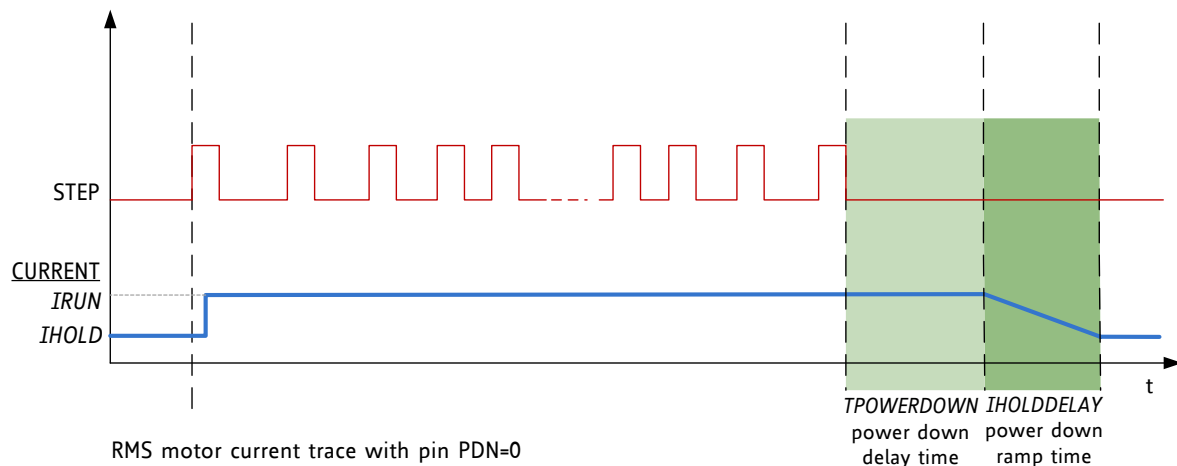 STEP
CURRENT
IRUN
IHOLD
t
TPOWERDOWN
power down
delay time
IHOLDDELAY
power down
ramp time
RMS motor current trace with pin PDN=0